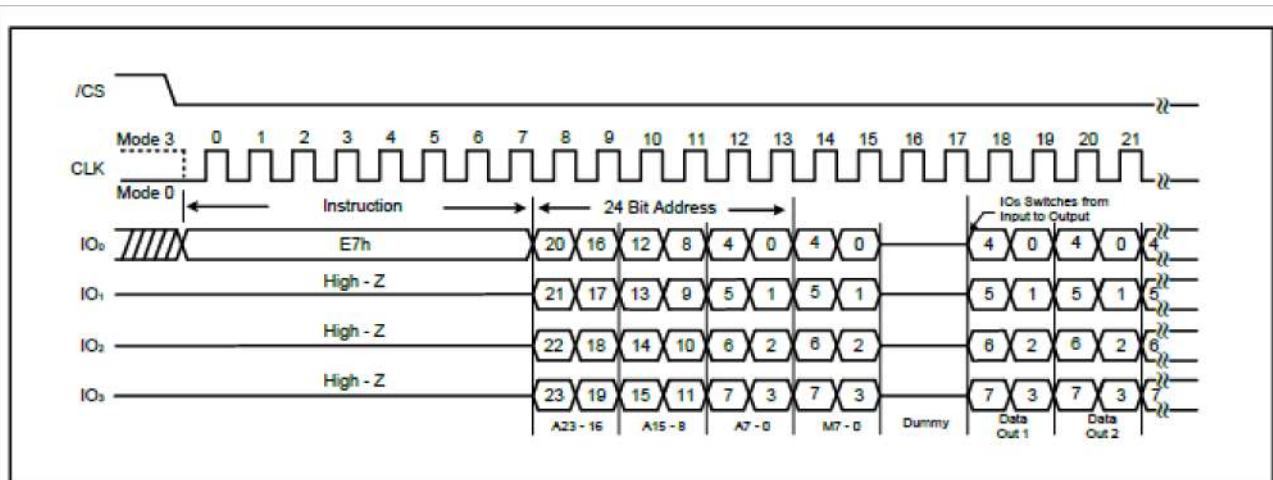 /CS
Mode 3 0 1 2 3 4 5 6 7 8 9 10 11 12 13 14 15 16 17 18 19 20 21
CLK
Mode 0
Instruction 24 Bit Address IOs Switches from
Input to Output
IO₀ E7h 20 16 12 8 4 0 4 0 4 0 4 0 4
High - Z
IO₁ 21 17 13 9 5 1 5 1 5 1 5 1 5
High - Z
IO₂ 22 18 14 10 6 2 6 2 6 2 6 2 6
High - Z
IO₃ 23 19 15 11 7 3 7 3 7 3 7 3 7
A23 - 16 A15 - 8 A7 - 0 M7 - 0 Dummy Data Data
Out 1 Out 2